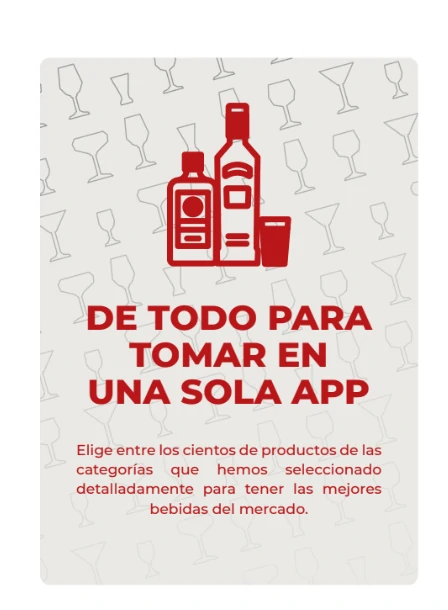 DE TODO PARA
TOMAR EN
UNA SOLA APP
Elige entre los cientos de productos de las
categorías que hemos seleccionado
detalladamente para tener las mejores
bebidas del mercado.